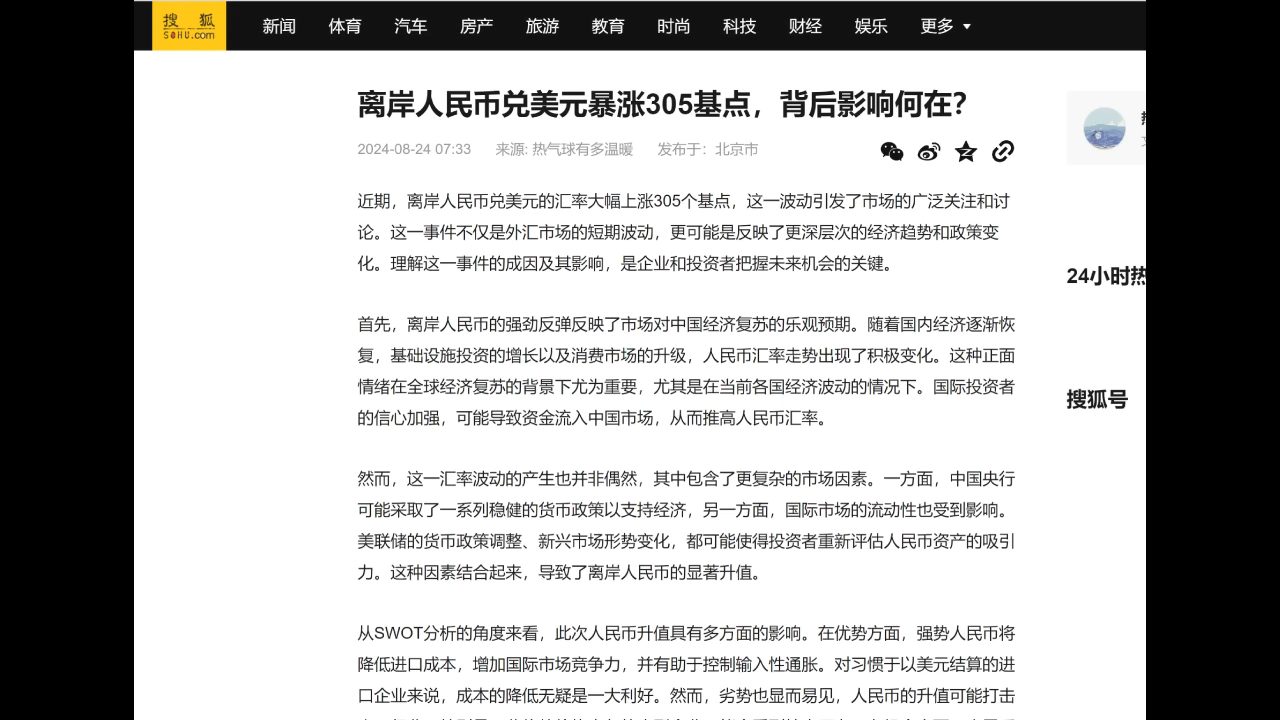 搜狐
SOHU.com
新闻 体育 汽车 房产 旅游 教育 时尚 科技 财经 娱乐 更多
离岸人民币兑美元暴涨305基点，背后影响何在？
2024-08-24 07:33 来源: 热气球有多温暖 发布于：北京市
近期，离岸人民币兑美元的汇率大幅上涨305个基点，这一波动引发了市场的广泛关注和讨
论。这一事件不仅是外汇市场的短期波动，更可能是反映了更深层次的经济趋势和政策变
化。理解这一事件的成因及其影响，是企业和投资者把握未来机会的关键。
24小时热
首先，离岸人民币的强劲反弹反映了市场对中国经济复苏的乐观预期。随着国内经济逐渐恢
复，基础设施投资的增长以及消费市场的升级，人民币汇率走势出现了积极变化。这种正面
情绪在全球经济复苏的背景下尤为重要，尤其是在当前各国经济波动的情况下。国际投资者
的信心加强，可能导致资金流入中国市场，从而推高人民币汇率。
搜狐号
然而，这一汇率波动的产生也并非偶然，其中包含了更复杂的市场因素。一方面，中国央行
可能采取了一系列稳健的货币政策以支持经济，另一方面，国际市场的流动性也受到影响。
美联储的货币政策调整、新兴市场形势变化，都可能使得投资者重新评估人民币资产的吸引
力。这种因素结合起来，导致了离岸人民币的显著升值。
从SWOT分析的角度来看，此次人民币升值具有多方面的影响。在优势方面，强势人民币将
降低进口成本，增加国际市场竞争力，并有助于控制输入性通胀。对习惯于以美元结算的进
口企业来说，成本的降低无疑是一大利好。然而，劣势也显而易见，人民币的升值可能打击